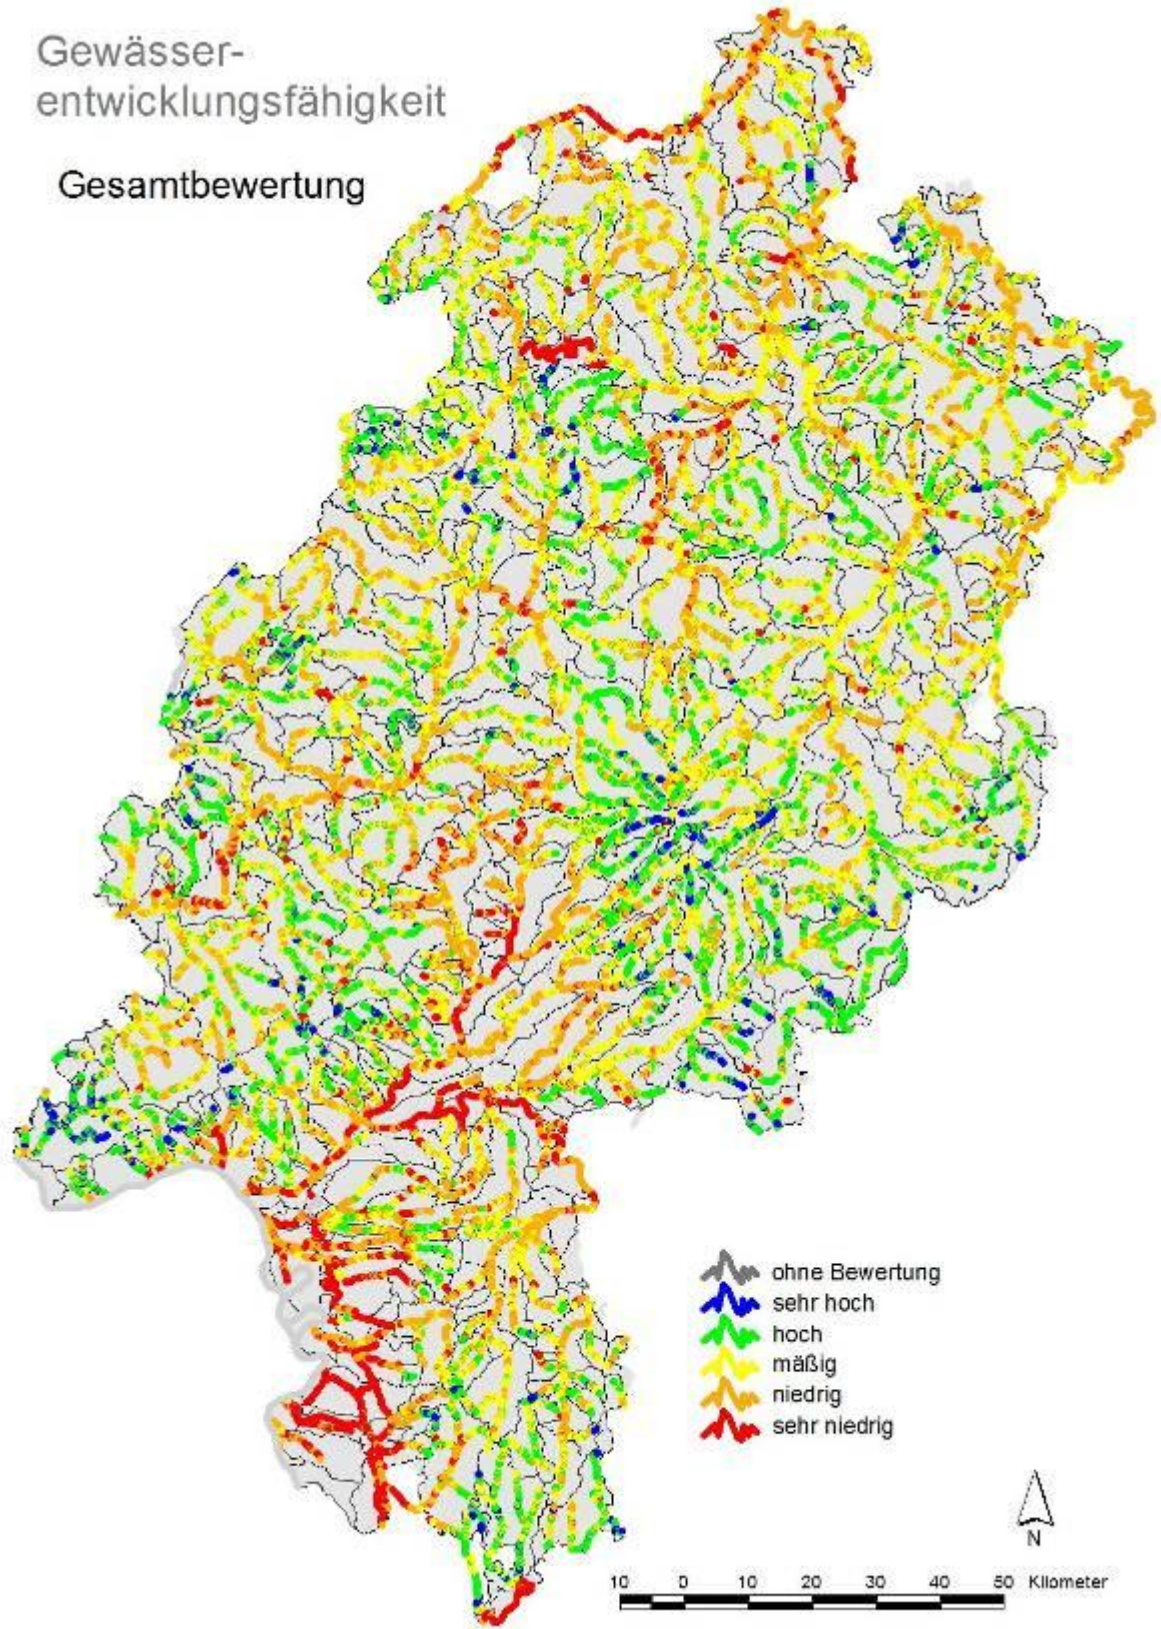 Gewässer-
entwicklungsfähigkeit
Gesamtbewertung
ohne Bewertung
sehr hoch
hoch
mäßig
niedrig
sehr niedrig
N
10 0 10 20 30 40 50 Kilometer